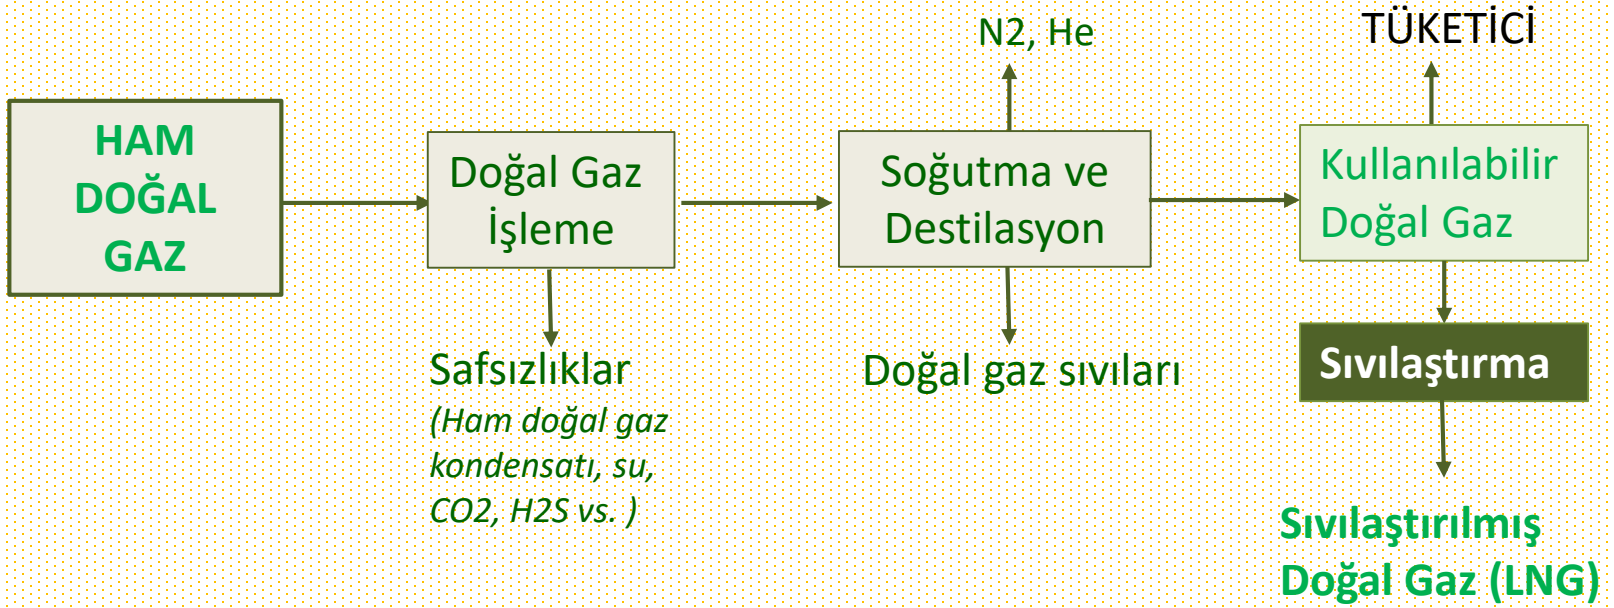 HAM
DOĞAL
GAZ
Doğal Gaz
İşleme
Safsızlıklar
(Ham doğal gaz
kondensatı, su,
CO2, H2S vs. )
N2, He
Soğutma ve
Destilasyon
Doğal gaz sıvıları
TÜKETİCİ
Kullanılabilir
Doğal Gaz
Sıvılaştırma
Sıvılaştırılmış
Doğal Gaz (LNG)